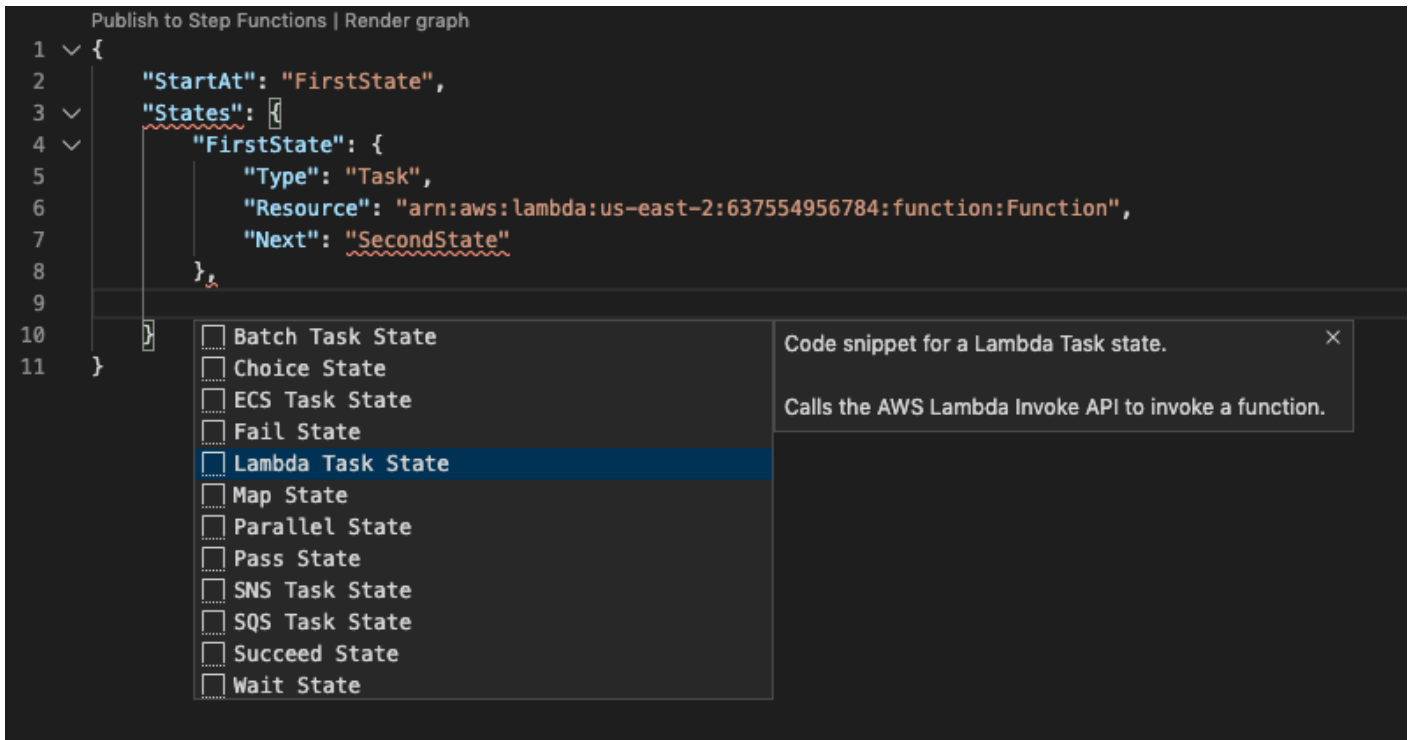 Publish to Step Functions | Render graph
1 {
2 "StartAt": "FirstState",
3 "States": {
4 "FirstState": {
5 "Type": "Task",
6 "Resource": "arn:aws:lambda:us-east-2:637554956784:function:Function",
7 "Next": "SecondState"
8 },
9
10 }
11 }
Batch Task State
Choice State
ECS Task State
Fail State
Lambda Task State
Map State
Parallel State
Pass State
SNS Task State
SQS Task State
Succeed State
Wait State
Code snippet for a Lambda Task state.
Calls the AWS Lambda Invoke API to invoke a function.